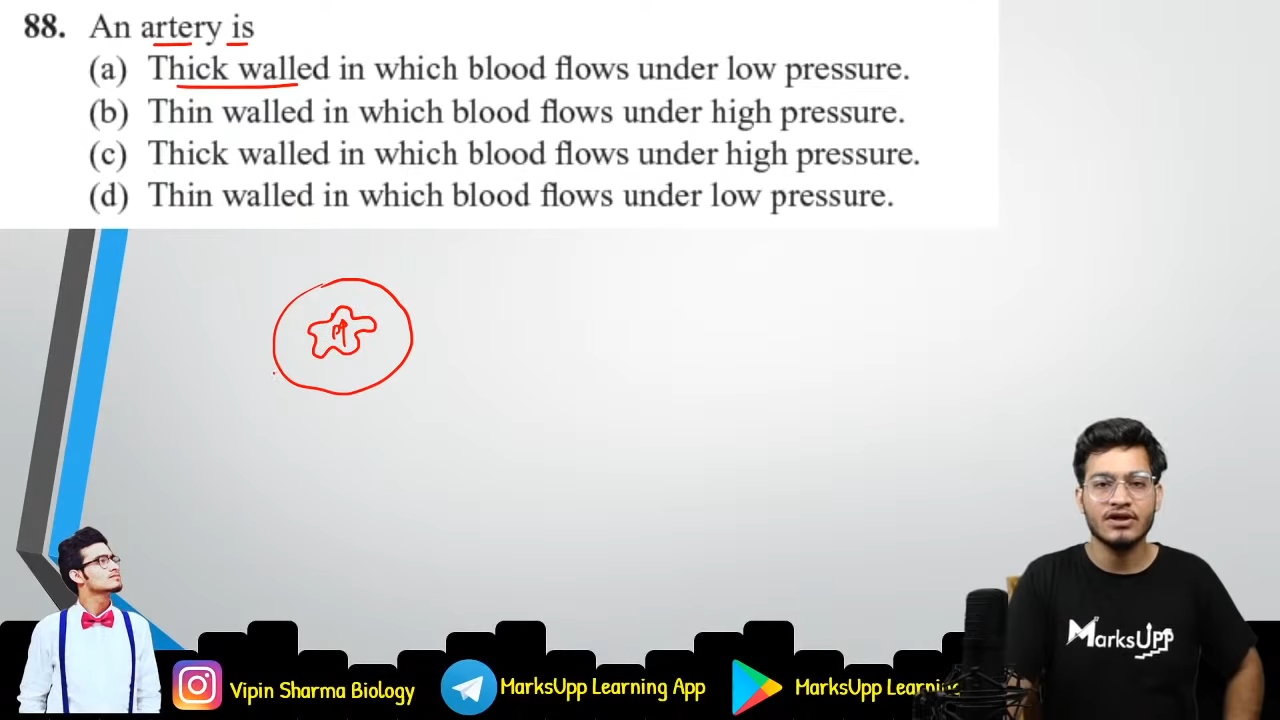 88. An artery is
(a) Thick walled in which blood flows under low pressure.
(b) Thin walled in which blood flows under high pressure.
(c) Thick walled in which blood flows under high pressure.
(d) Thin walled in which blood flows under low pressure.
MarksUpp
Vipin Sharma Biology
MarksUpp Learning App
MarksUpp Learning